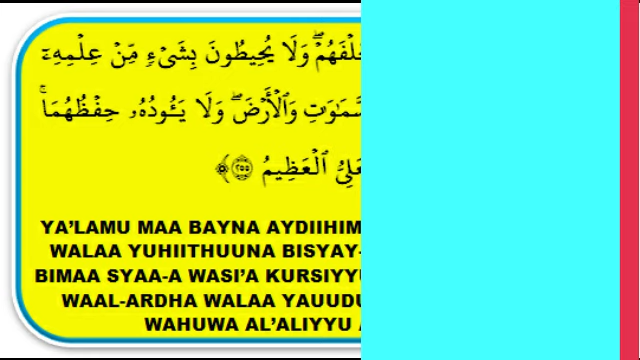 خَلْفَهُمْ ۖ وَلَا يُحِيطُونَ بِشَىْءٍ مِّنْ عِلْمِهِۦٓ
وَٱلْأَرْضَ ۖ وَلَا يَـُٔودُهُۥ حِفْظُهُمَا ۚ
ٱلْعَظِيمُ ﴿٢٥٥﴾
YA'LAMU MAA BAYNA AYDIIHIM
WALAA YUHIITHUUNA BISYAY-
BIMAA SYAA-A WASI'A KURSIYYU
WAAL-ARDHA WALAA YAUUDU
WAHUWA AL'ALIYYU